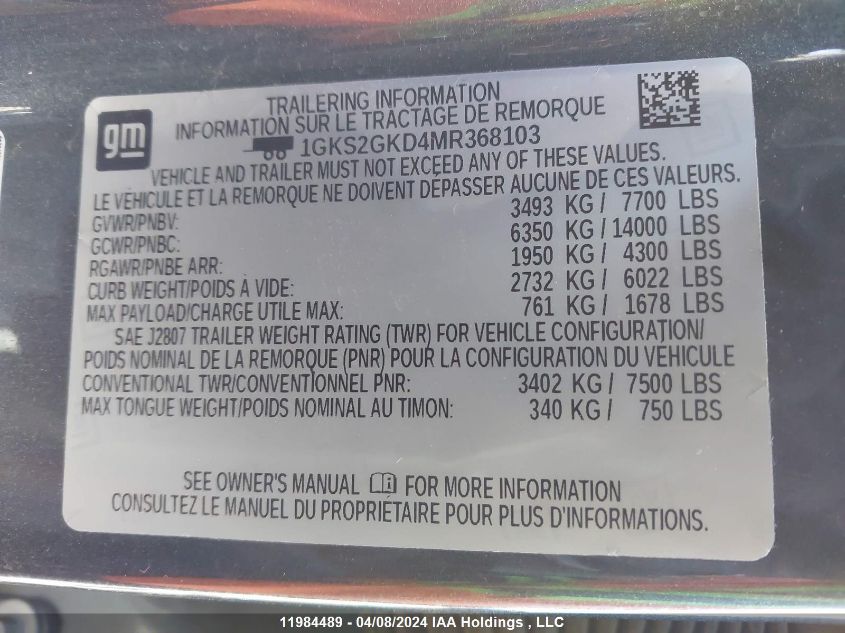 gm
TRAILERING INFORMATION
INFORMATION SUR LE TRACTAGE DE REMORQUE
1GKS2GKD4MR368103
VEHICLE AND TRAILER MUST NOT EXCEED ANY OF THESE VALUES.
LE VÉHICULE ET LA REMORQUE NE DOIVENT DÉPASSER AUCUNE DE CES VALEURS.
GVWR/PNBV: 3493 KG / 7700 LBS
GCWR/PNBC: 6350 KG / 14000 LBS
RGAWR/PNBE ARR: 1950 KG / 4300 LBS
CURB WEIGHT/POIDS À VIDE: 2732 KG / 6022 LBS
MAX PAYLOAD/CHARGE UTILE MAX: 761 KG / 1678 LBS
SAE J2807 TRAILER WEIGHT RATING (TWR) FOR VEHICLE CONFIGURATION/
POIDS NOMINAL DE LA REMORQUE (PNR) POUR LA CONFIGURATION DU VÉHICULE
CONVENTIONAL TWR/CONVENTIONNEL PNR: 3402 KG / 7500 LBS
MAX TONGUE WEIGHT/POIDS NOMINAL AU TIMON: 340 KG / 750 LBS
SEE OWNER'S MANUAL FOR MORE INFORMATION
CONSULTEZ LE MANUEL DU PROPRIÉTAIRE POUR PLUS D'INFORMATIONS.
11984489 - 04/08/2024 IAA Holdings, LLC